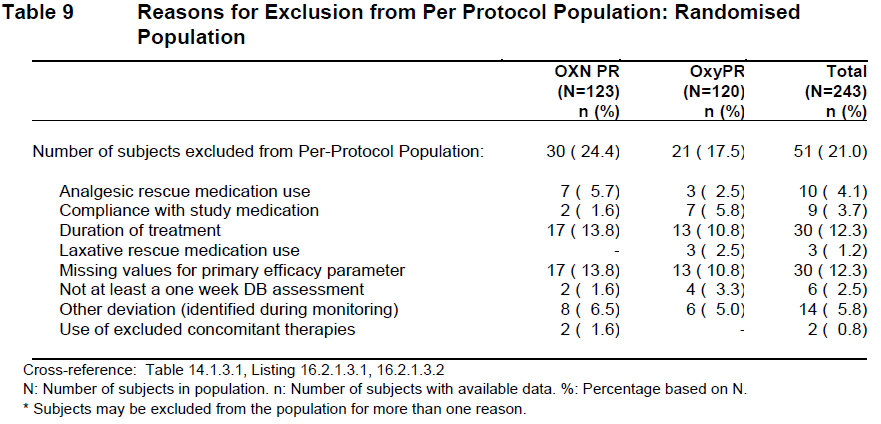 Table 9 Reasons for Exclusion from Per Protocol Population: Randomised
Population
OXN PR OxyPR Total
(N=123) (N=120) (N=243)
n (%) n (%) n (%)
Number of subjects excluded from Per-Protocol Population: 30 ( 24.4) 21 ( 17.5) 51 ( 21.0)
Analgesic rescue medication use 7 ( 5.7) 3 ( 2.5) 10 ( 4.1)
Compliance with study medication 2 ( 1.6) 7 ( 5.8) 9 ( 3.7)
Duration of treatment 17 ( 13.8) 13 ( 10.8) 30 ( 12.3)
Laxative rescue medication use - 3 ( 2.5) 3 ( 1.2)
Missing values for primary efficacy parameter 17 ( 13.8) 13 ( 10.8) 30 ( 12.3)
Not at least a one week DB assessment 2 ( 1.6) 4 ( 3.3) 6 ( 2.5)
Other deviation (identified during monitoring) 8 ( 6.5) 6 ( 5.0) 14 ( 5.8)
Use of excluded concomitant therapies 2 ( 1.6) - 2 ( 0.8)
Cross-reference: Table 14.1.3.1, Listing 16.2.1.3.1, 16.2.1.3.2
N: Number of subjects in population. n: Number of subjects with available data. %: Percentage based on N.
* Subjects may be excluded from the population for more than one reason.